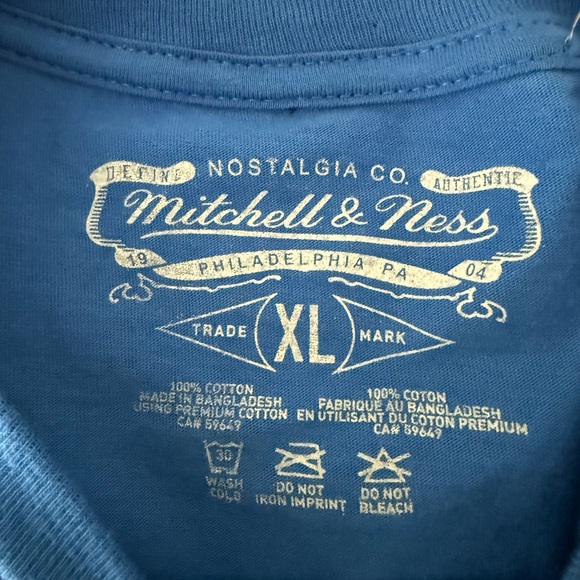 NOSTALGIA CO.
DEFINE AUTHENTIC
Mitchell & Ness
19 PHILADELPHIA PA 04
TRADE XL MARK
100% COTTON
MADE IN BANGLADESH
USING PREMIUM COTTON
CA# 59649
100% COTON
FABRIQUE AU BANGLADESH
EN UTILISANT DU COTON PREMIUM
CA# 59649
30
WASH
COLD
DO NOT
IRON IMPRINT
DO NOT
BLEACH